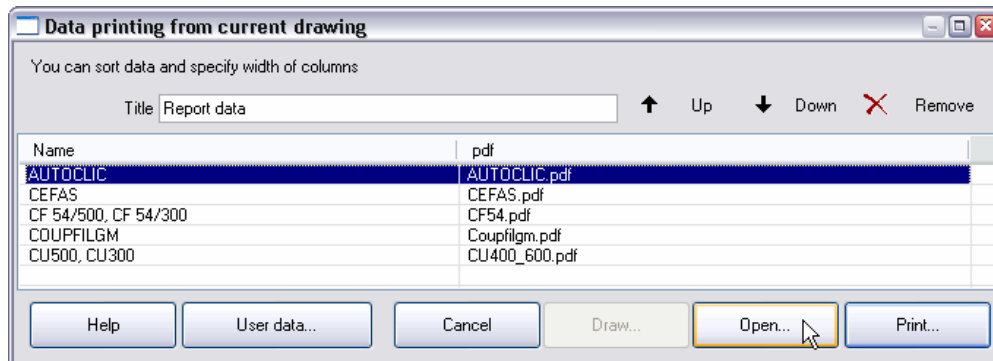 Data printing from current drawing
You can sort data and specify width of columns
Title Report data Up Down Remove
Name pdf
AUTOCLIC AUTOCLIC.pdf
CEFAS CEFAS.pdf
CF 54/500, CF 54/300 CF54.pdf
COUPFILGM Coupfilgm.pdf
CU500, CU300 CU400_600.pdf
Help User data... Cancel Draw... Open... Print...